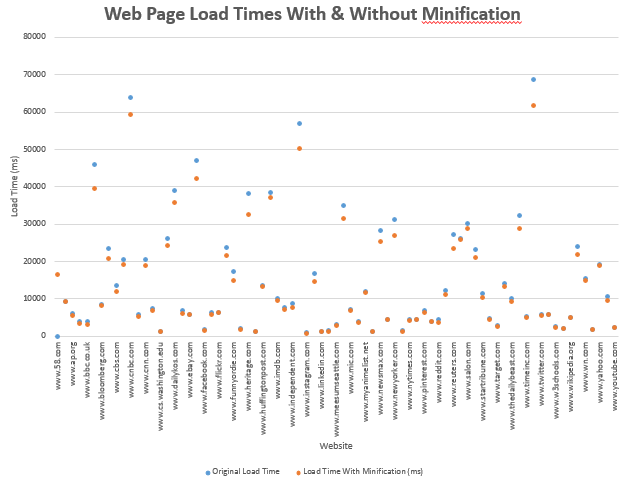 Web Page Load Times With & Without Minification
80000
70000
60000
50000
40000
30000
20000
10000
0
Load Time (ms)
www.58.com
www.ap.org
www.bbc.co.uk
www.bloomberg.com
www.cbs.com
www.cnbc.com
www.cnn.com
www.cs.washington.edu
www.dailykos.com
www.ebay.com
www.facebook.com
www.flickr.com
www.funnyordie.com
www.heritage.com
www.huffingtonpost.com
www.imdb.com
www.independent.com
www.instagram.com
www.linkedin.com
www.meesumseattle.com
www.mic.com
www.myanimelist.net
www.newsmax.com
www.newyorker.com
www.nytimes.com
www.pinterest.com
www.reddit.com
www.reuters.com
www.salon.com
www.startribune.com
www.target.com
www.thedailybeast.com
www.timeinc.com
www.twitter.com
www.w3schools.com
www.wikipedia.org
www.wn.com
www.yahoo.com
www.youtube.com
Website
Original Load Time
Load Time With Minification (ms)